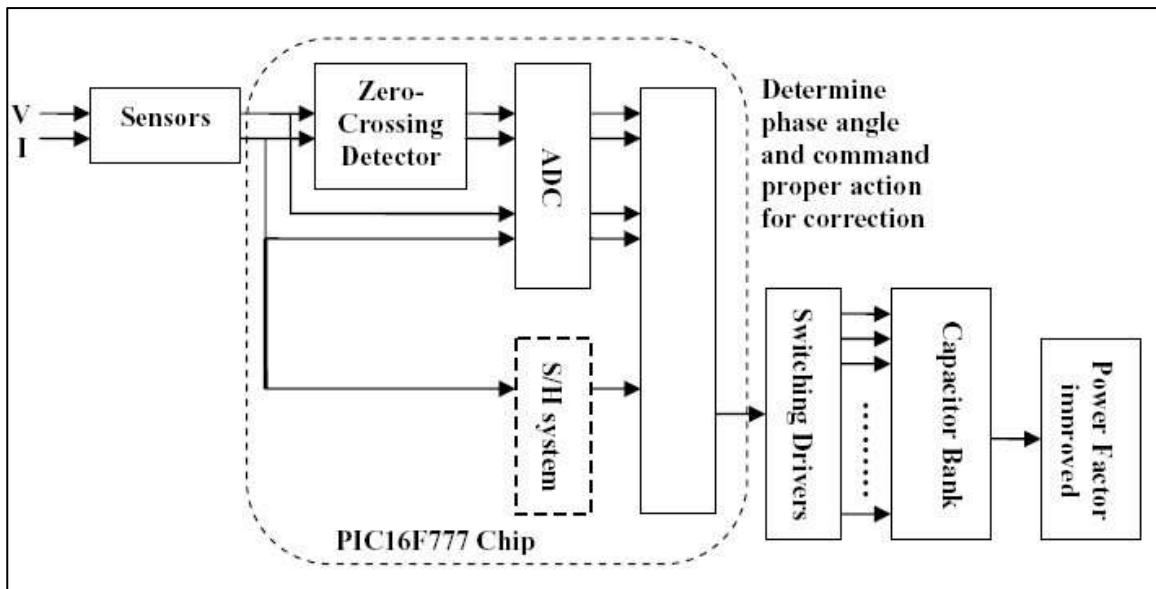 V
I
Sensors
Zero-
Crossing
Detector
ADC
S/H system
PIC16F777 Chip
Determine
phase angle
and command
proper action
for correction
Switching Drivers
Capacitor Bank
Power Factor
imnroved